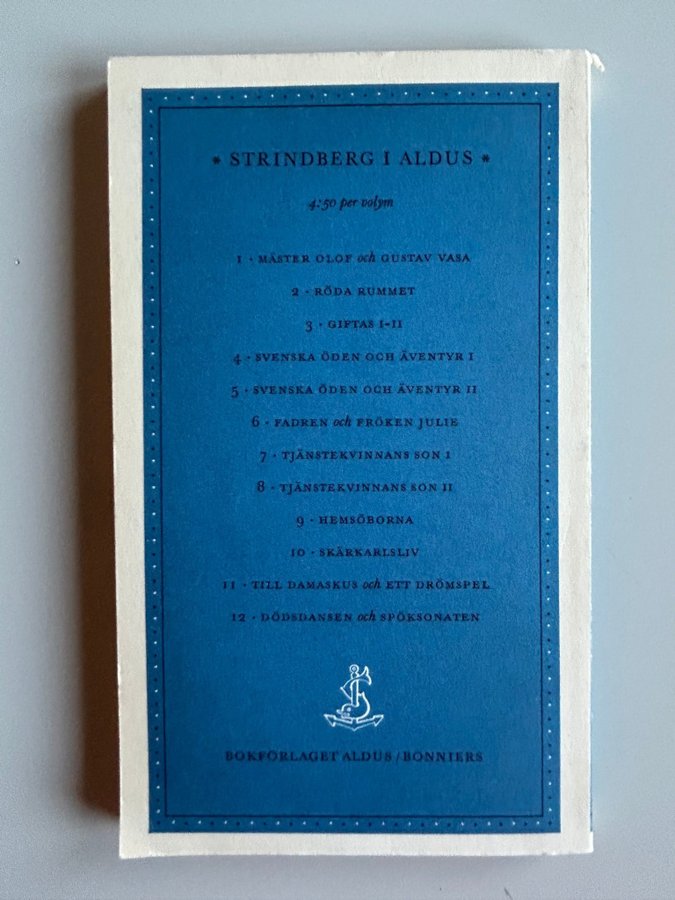 * STRINDBERG I ALDUS *
4:50 per volym
1 · MÄSTER OLOF och GUSTAV VASA
2 · RÖDA RUMMET
3 · GIFTAS I-II
4 · SVENSKA ÖDEN OCH ÄVENTYR I
5 · SVENSKA ÖDEN OCH ÄVENTYR II
6 · FADREN och FRÖKEN JULIE
7 · TJÄNSTEKVINNANS SON I
8 · TJÄNSTEKVINNANS SON II
9 · HEMSÖBORNA
10 · SKÄRKARLSLIV
11 · TILL DAMASKUS och ETT DRÖMSPEL
12 · DÖDSDANSEN och SPÖKSONATEN
BOKFÖRLAGET ALDUS/BONNIERS